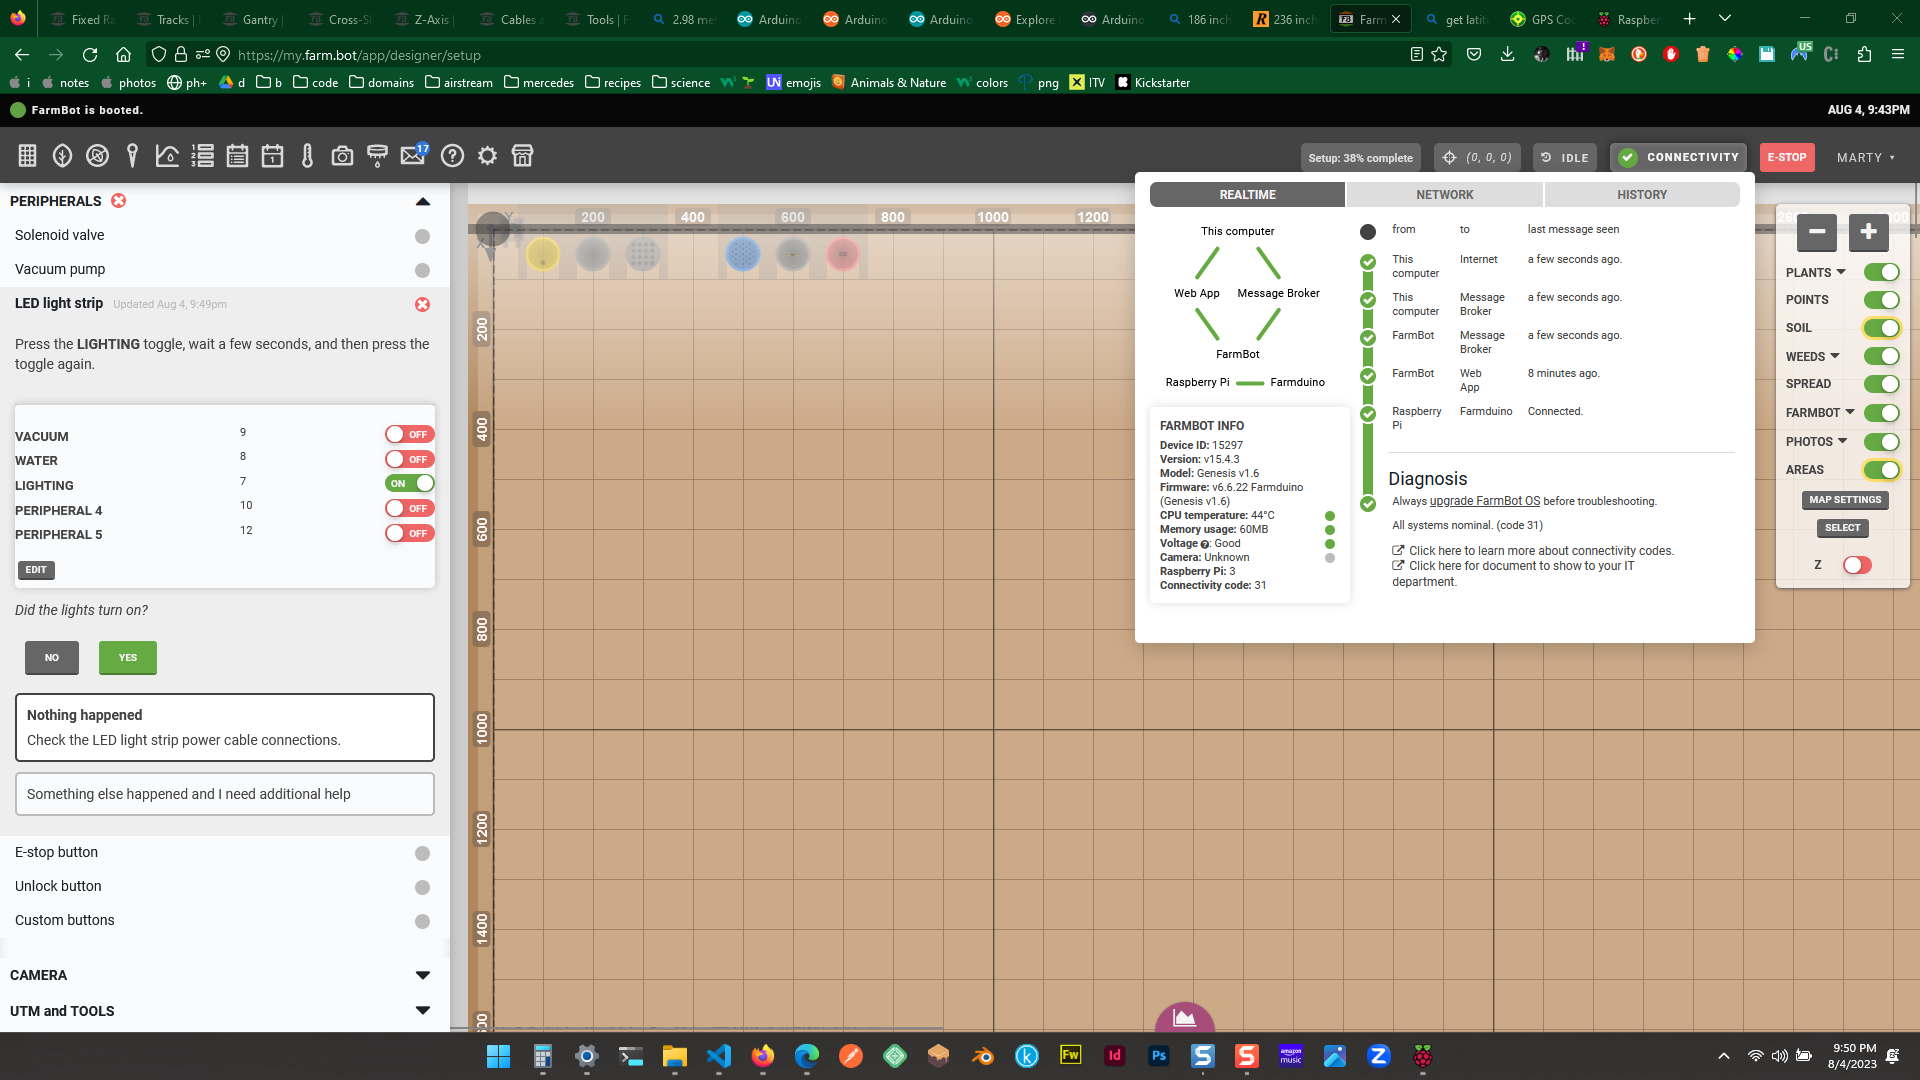 Fixed Ra
Tracks |
Gantry |
Cross-Sl
Z-Axis |
Cables a
Tools | F
2.98 met
Arduino
Arduino
Arduino
Explore
Arduino
186 inch
236 inch
Farm
get latit
GPS Coo
Raspber
https://my.farm.bot/app/designer/setup
US
i
notes
photos
ph+
d
b
code
domains
airstream
mercedes
recipes
science
emojis
Animals & Nature
colors
png
ITV
Kickstarter
FarmBot is booted.
AUG 4, 9:43PM
17
Setup: 38% complete
(0, 0, 0)
IDLE
CONNECTIVITY
E-STOP
MARTY
PERIPHERALS
Solenoid valve
Vacuum pump
LED light strip Updated Aug 4, 9:49pm
Press the LIGHTING toggle, wait a few seconds, and then press the
toggle again.
VACUUM 9 OFF
WATER 8 OFF
LIGHTING 7 ON
PERIPHERAL 4 10 OFF
PERIPHERAL 5 12 OFF
EDIT
Did the lights turn on?
NO YES
Nothing happened
Check the LED light strip power cable connections.
Something else happened and I need additional help
E-stop button
Unlock button
Custom buttons
CAMERA
UTM and TOOLS
200 400 600 800 1000 1200
200
400
600
800
1000
1200
1400
REALTIME NETWORK HISTORY
This computer
Web App Message Broker
FarmBot
Raspberry Pi Farmduino
FARMBOT INFO
Device ID: 15297
Version: v15.4.3
Model: Genesis v1.6
Firmware: v6.6.22 Farmduino
(Genesis v1.6)
CPU temperature: 44°C
Memory usage: 60MB
Voltage : Good
Camera: Unknown
Raspberry Pi: 3
Connectivity code: 31
from to last message seen
This computer Internet a few seconds ago.
This computer Message Broker a few seconds ago.
FarmBot Message Broker a few seconds ago.
FarmBot Web App 8 minutes ago.
Raspberry Pi Farmduino Connected.
Diagnosis
Always upgrade FarmBot OS before troubleshooting.
All systems nominal. (code 31)
Click here to learn more about connectivity codes.
Click here for document to show to your IT
department.
PLANTS
POINTS
SOIL
WEEDS
SPREAD
FARMBOT
PHOTOS
AREAS
MAP SETTINGS
SELECT
Z
Fw
Id
Ps
amazon music
9:50 PM
8/4/2023